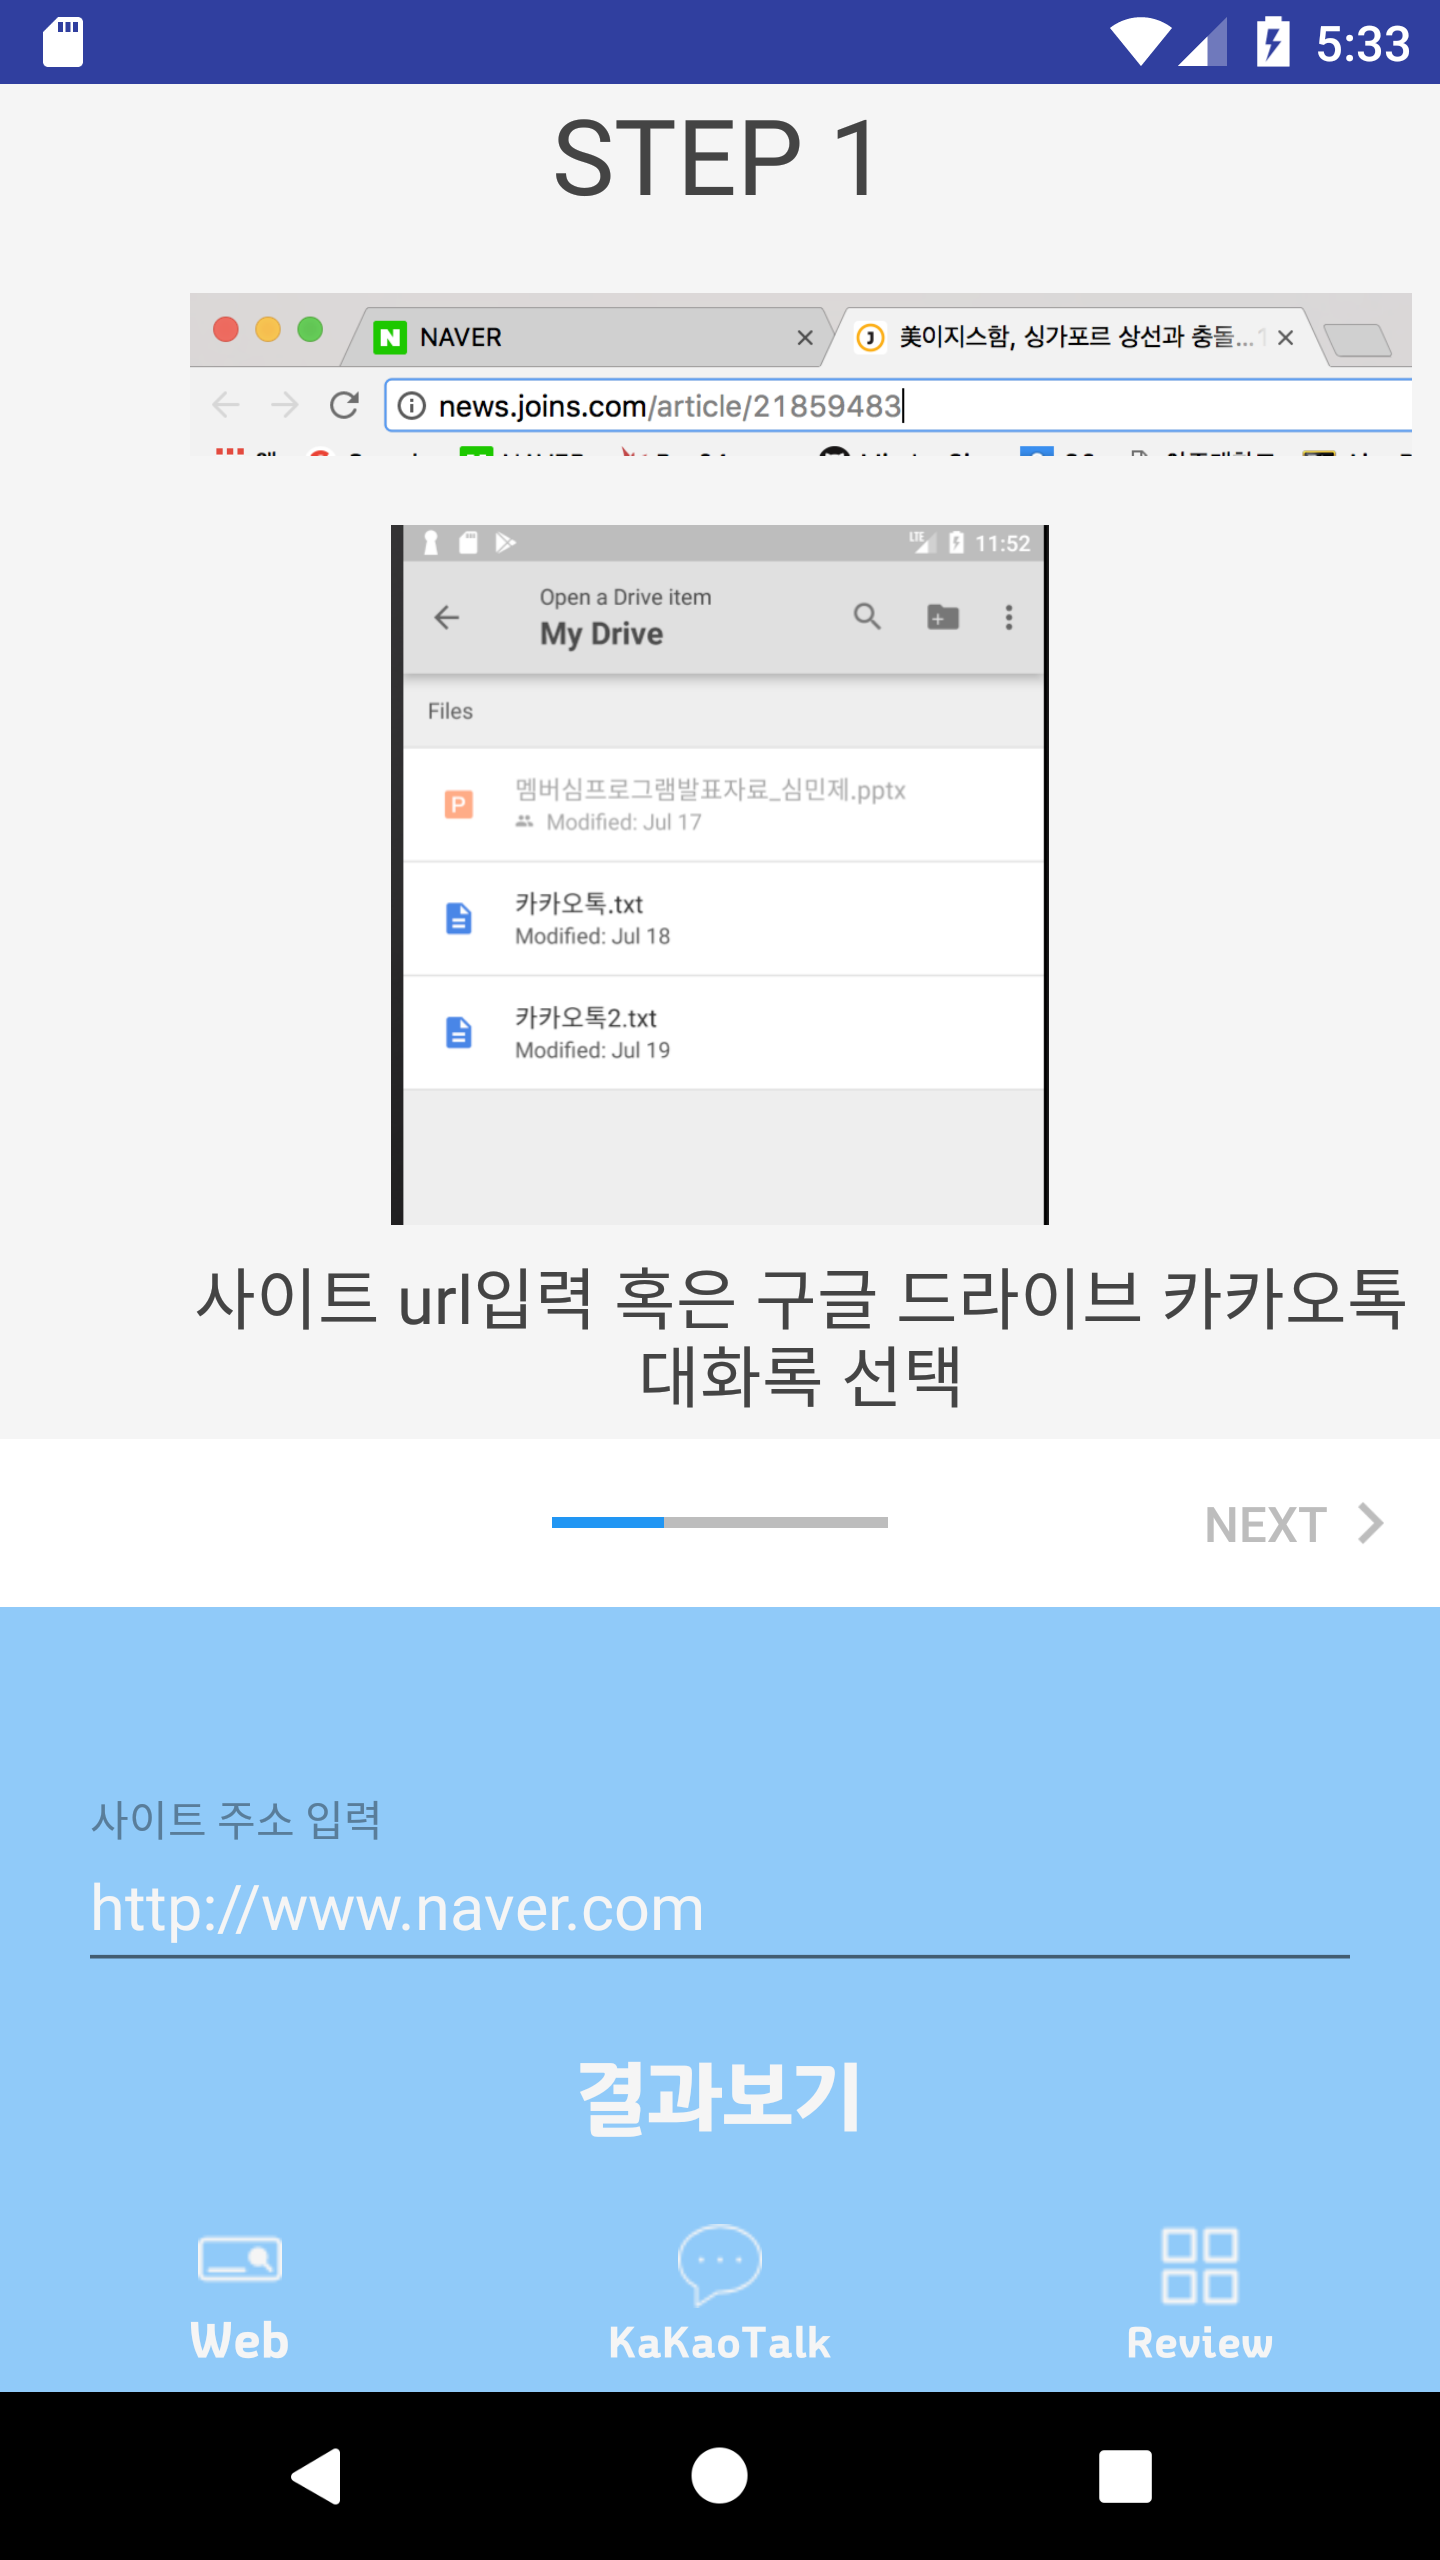 5:33
STEP 1
NAVER
美이지스함, 싱가포르 상선과 충돌...1
news.joins.com/article/21859483
LTE 11:52
Open a Drive item
My Drive
Files
멤버십프로그램발표자료_심민제.pptx
Modified: Jul 17
카카오톡.txt
Modified: Jul 18
카카오톡2.txt
Modified: Jul 19
사이트 url입력 혹은 구글 드라이브 카카오톡
대화록 선택
NEXT
사이트 주소 입력
http://www.naver.com
결과보기
Web
KaKaoTalk
Review